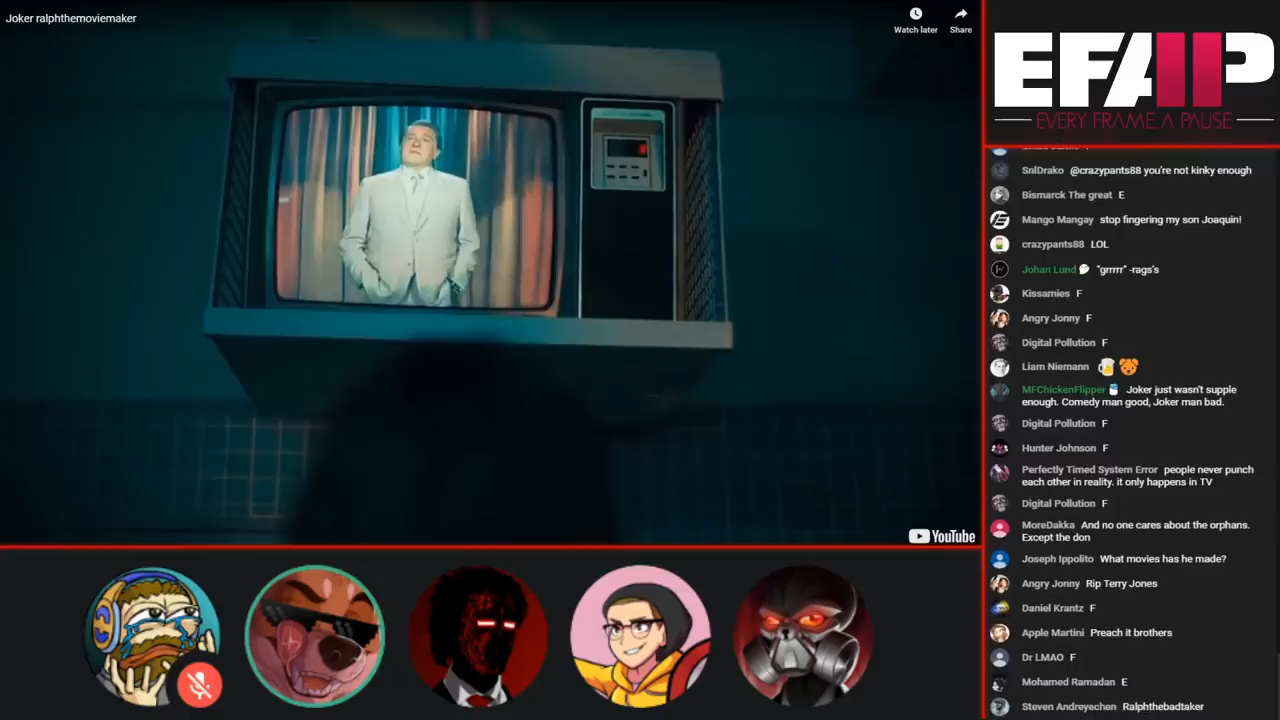 Joker ralphthemoviemaker
Watch later
Share
YouTube
EFAP
EVERY FRAME A PAUSE
SnlDrako @crazypants88 you're not kinky enough
Bismarck The great E
Mango Mangay stop fingering my son Joaquin!
crazypants88 LOL
Johan Lund "grrrrr" -rags's
Kissamies F
Angry Jonny F
Digital Pollution F
Liam Niemann
MFChickenFlipper Joker just wasn't supple
enough. Comedy man good, Joker man bad.
Digital Pollution F
Hunter Johnson F
Perfectly Timed System Error people never punch
each other in reality. it only happens in TV
Digital Pollution F
MoreDakka And no one cares about the orphans.
Except the don
Joseph Ippolito What movies has he made?
Angry Jonny Rip Terry Jones
Daniel Krantz F
Apple Martini Preach it brothers
Dr LMAO F
Mohamed Ramadan E
Steven Andreyechen Ralphthebadtaker